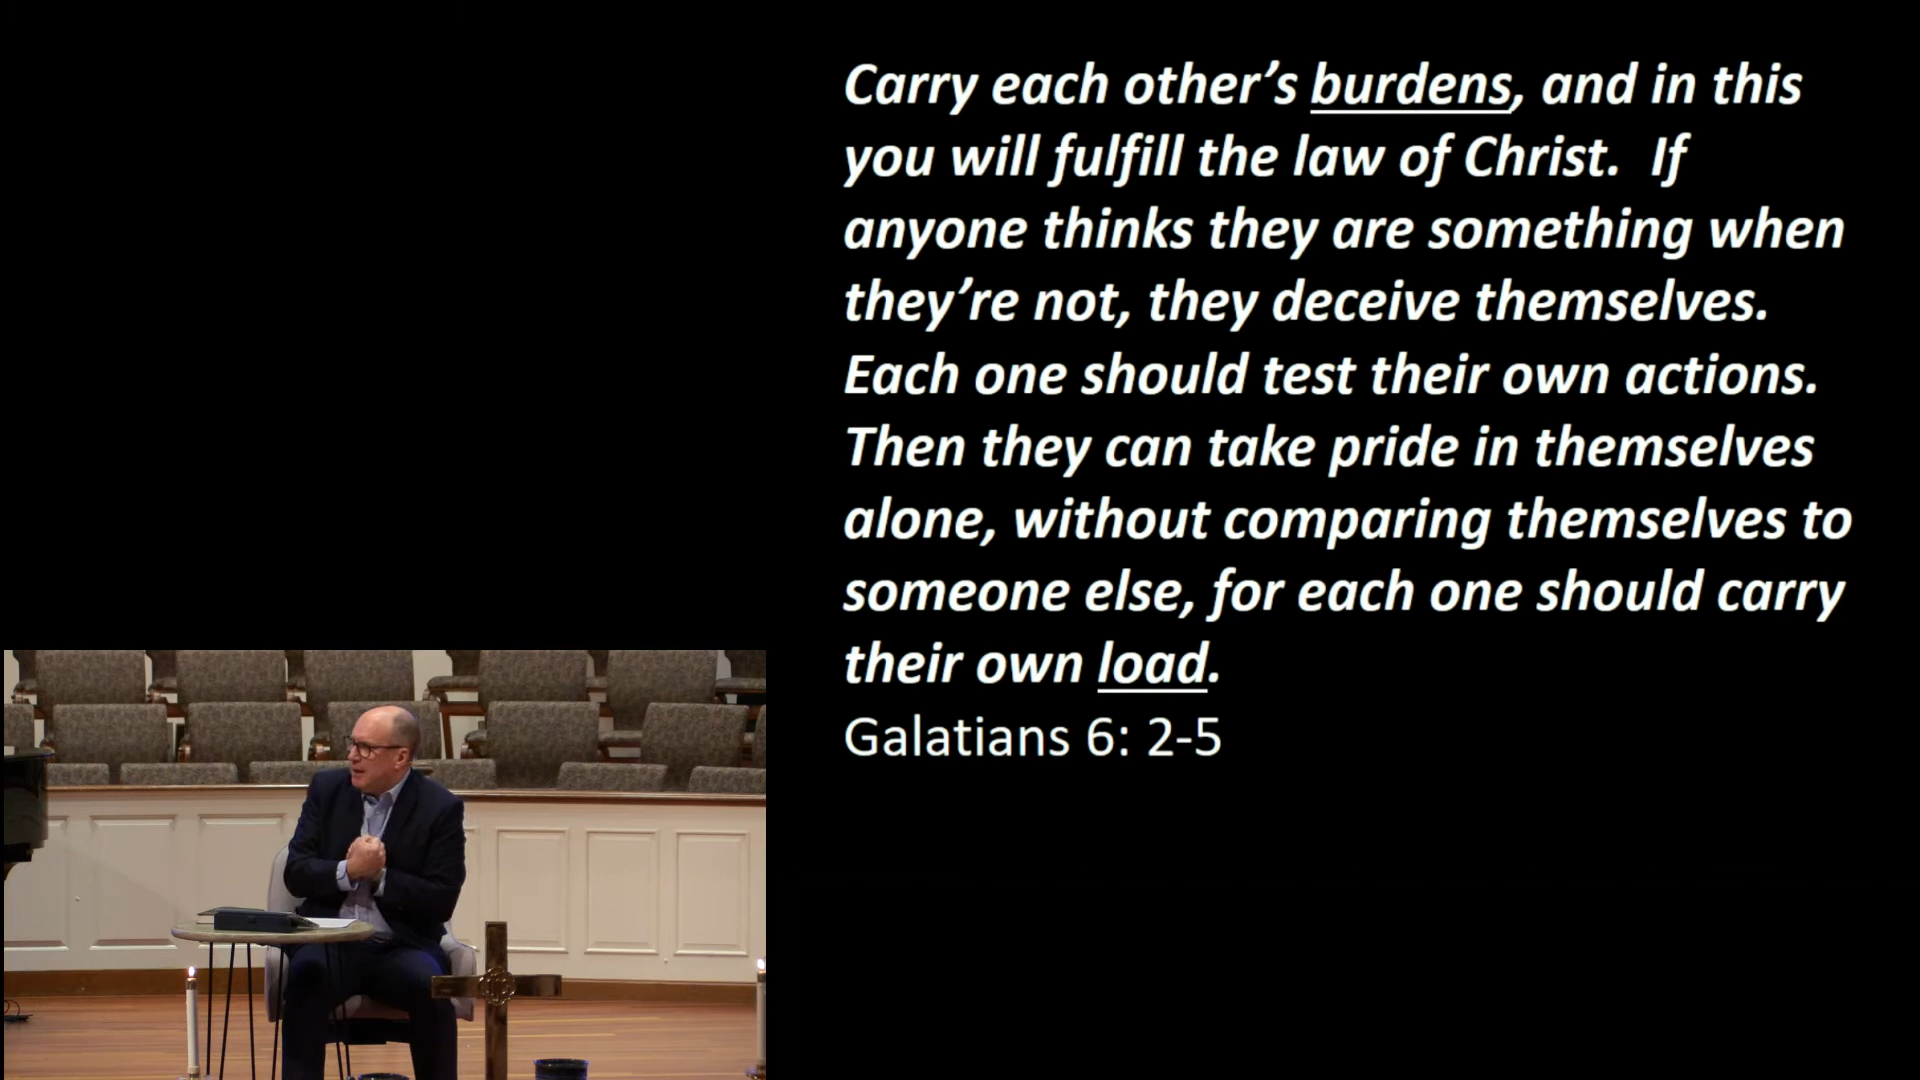 Carry each other’s burdens, and in this
you will fulfill the law of Christ.  If
anyone thinks they are something when
they’re not, they deceive themselves.
Each one should test their own actions.
Then they can take pride in themselves
alone, without comparing themselves to
someone else, for each one should carry
their own load.
Galatians 6: 2-5